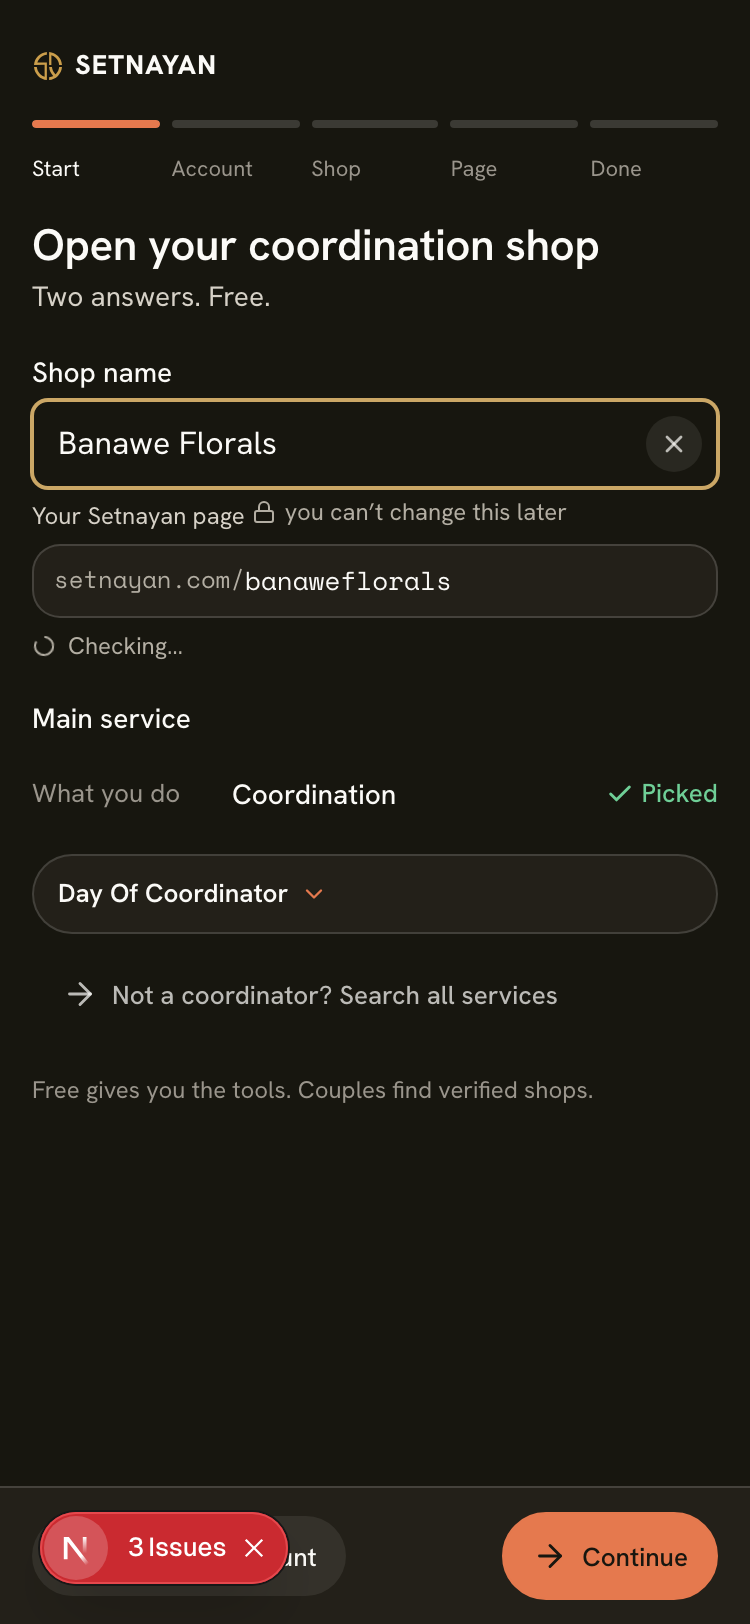 SETNAYAN
Start Account Shop Page Done
Open your coordination shop
Two answers. Free.
Shop name
Banawe Florals
Your Setnayan page you can’t change this later
setnayan.com/banaweflorals
Checking…
Main service
What you do Coordination Picked
Day Of Coordinator
Not a coordinator? Search all services
Free gives you the tools. Couples find verified shops.
N 3 Issues
Continue